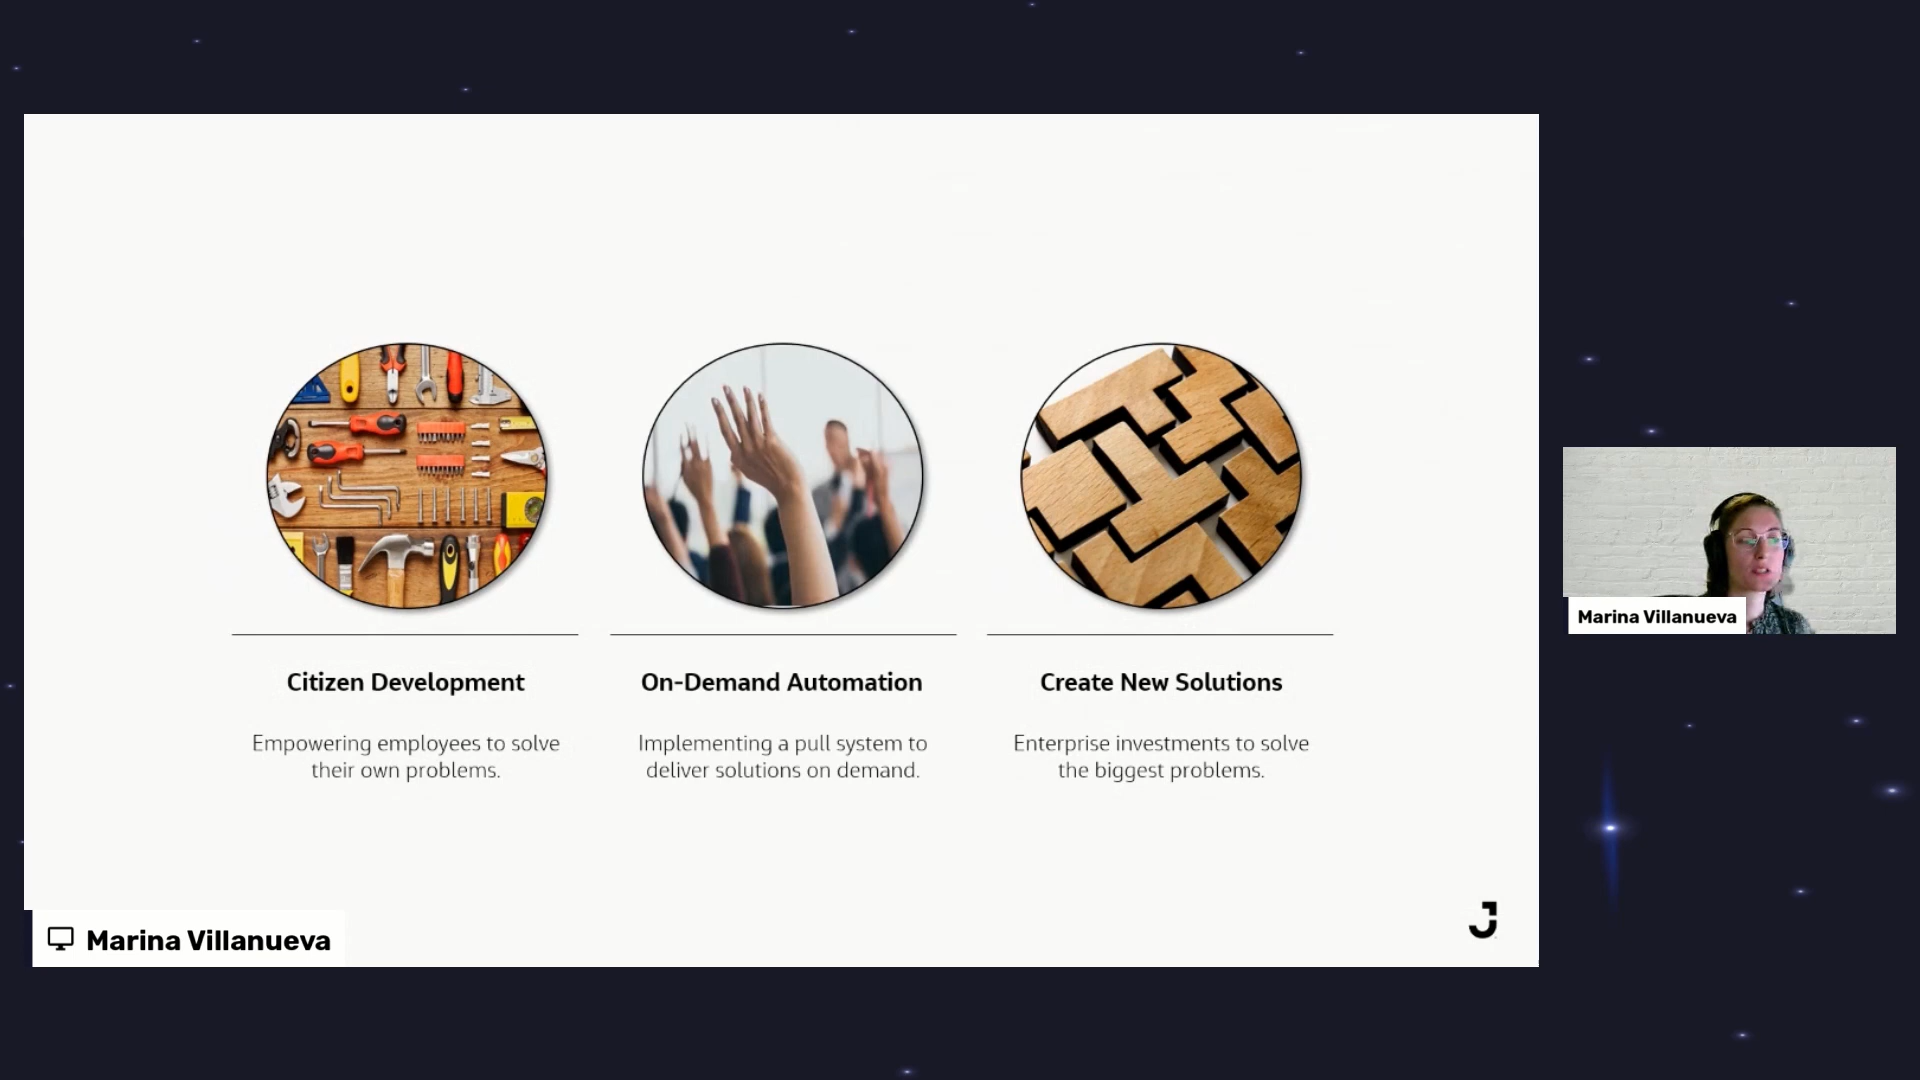 Citizen Development
Empowering employees to solve
their own problems.
On-Demand Automation
Implementing a pull system to
deliver solutions on demand.
Create New Solutions
Enterprise investments to solve
the biggest problems.
J
Marina Villanueva
Marina Villanueva